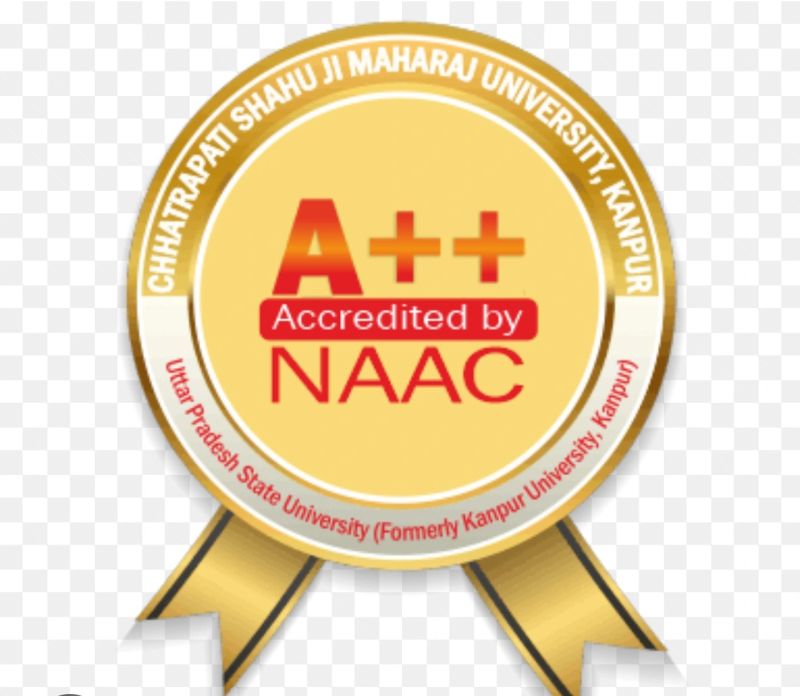 CHHATRAPATI SHAHU JI MAHARAJ UNIVERSITY, KANPUR
A++
Accredited by
NAAC
Uttar Pradesh State University (Formerly Kanpur University, Kanpur)